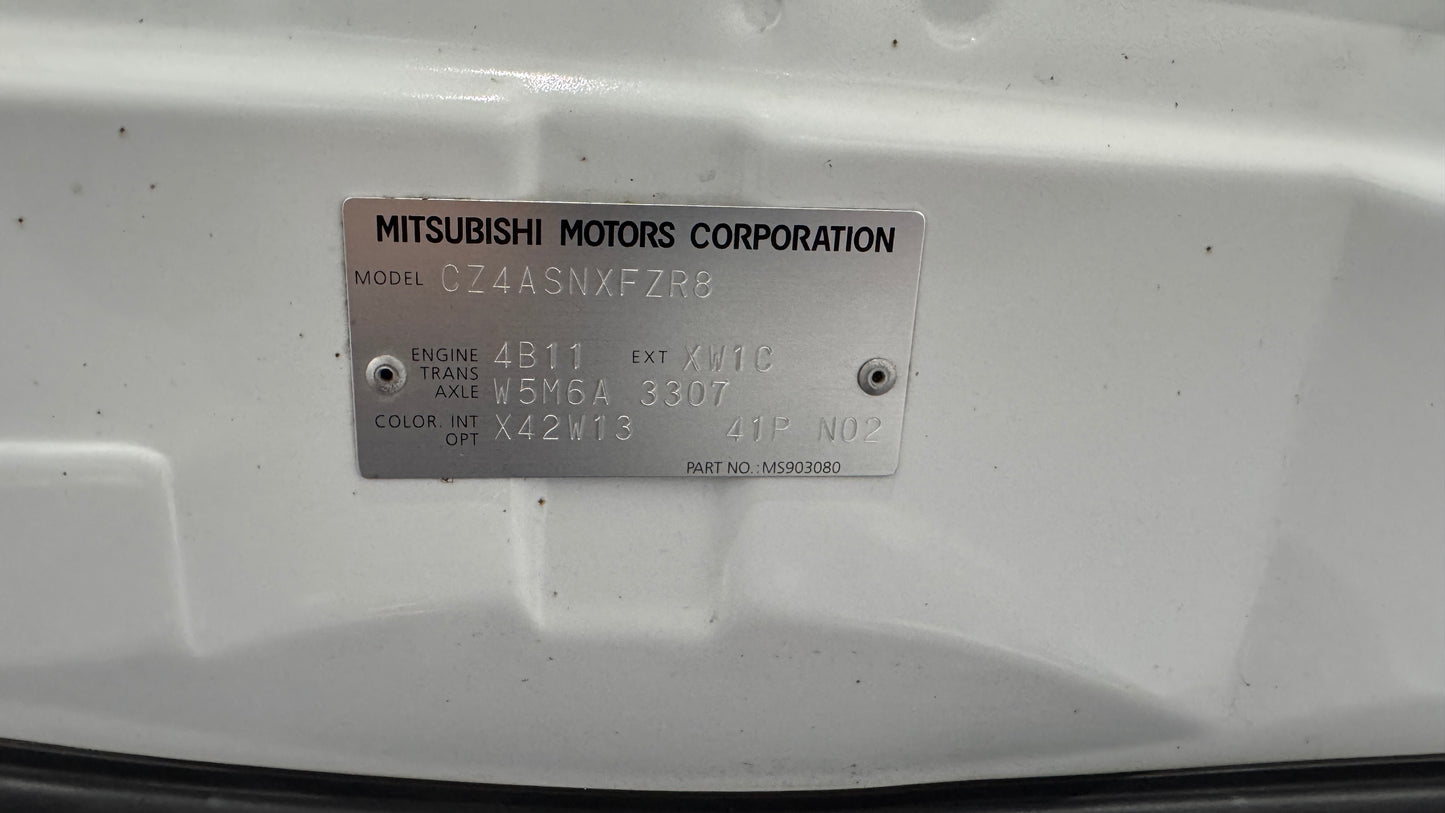 MITSUBISHI MOTORS CORPORATION
MODEL CZ4ASNXFZR8
ENGINE 4B11 EXT XW1C
TRANS
AXLE W5M6A 3307
COLOR. INT
OPT X42W13 41P N02
PART NO.: MS903080